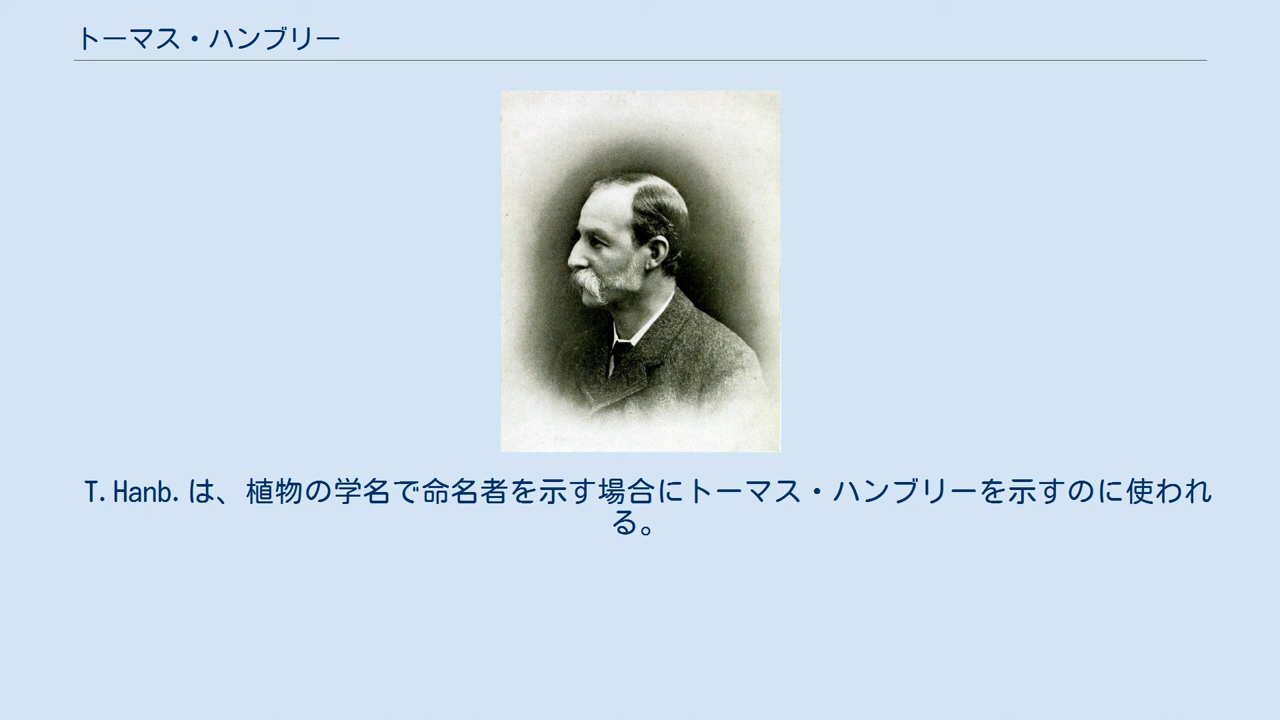 トーマス・ハンブリー
T.Hanb.は、植物の学名で命名者を示す場合にトーマス・ハンブリーを示すのに使われ
る。